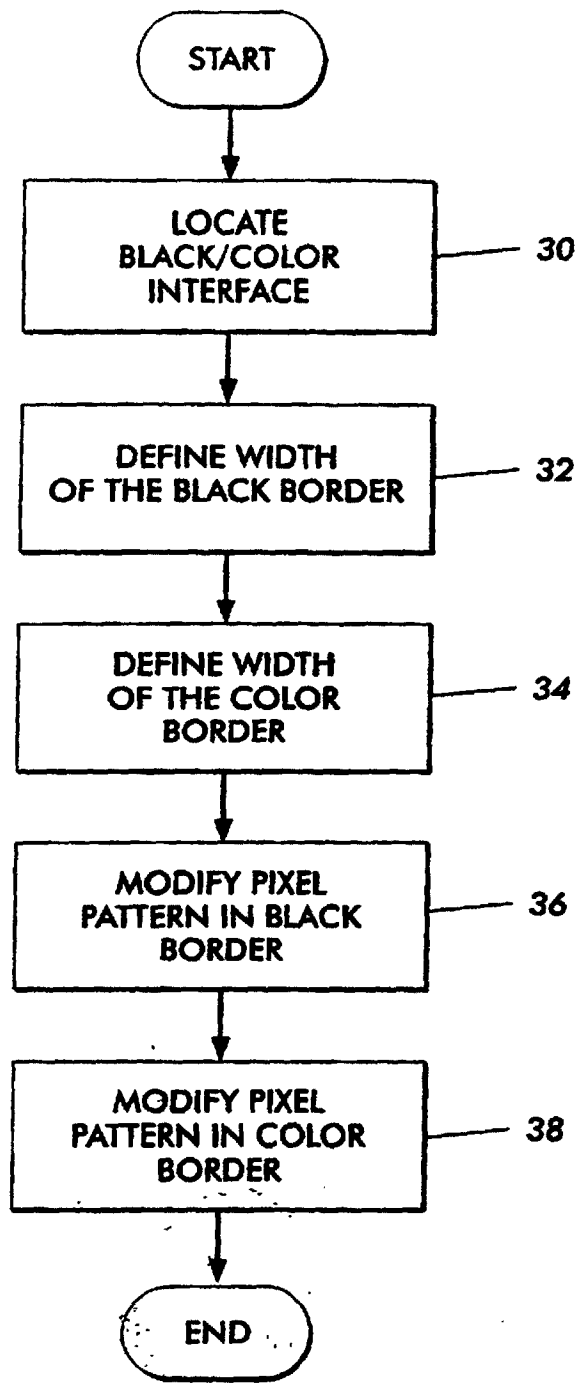 START
LOCATE
BLACK/COLOR
INTERFACE
30
DEFINE WIDTH
OF THE BLACK BORDER
32
DEFINE WIDTH
OF THE COLOR
BORDER
34
MODIFY PIXEL
PATTERN IN BLACK
BORDER
36
MODIFY PIXEL
PATTERN IN COLOR
BORDER
38
END